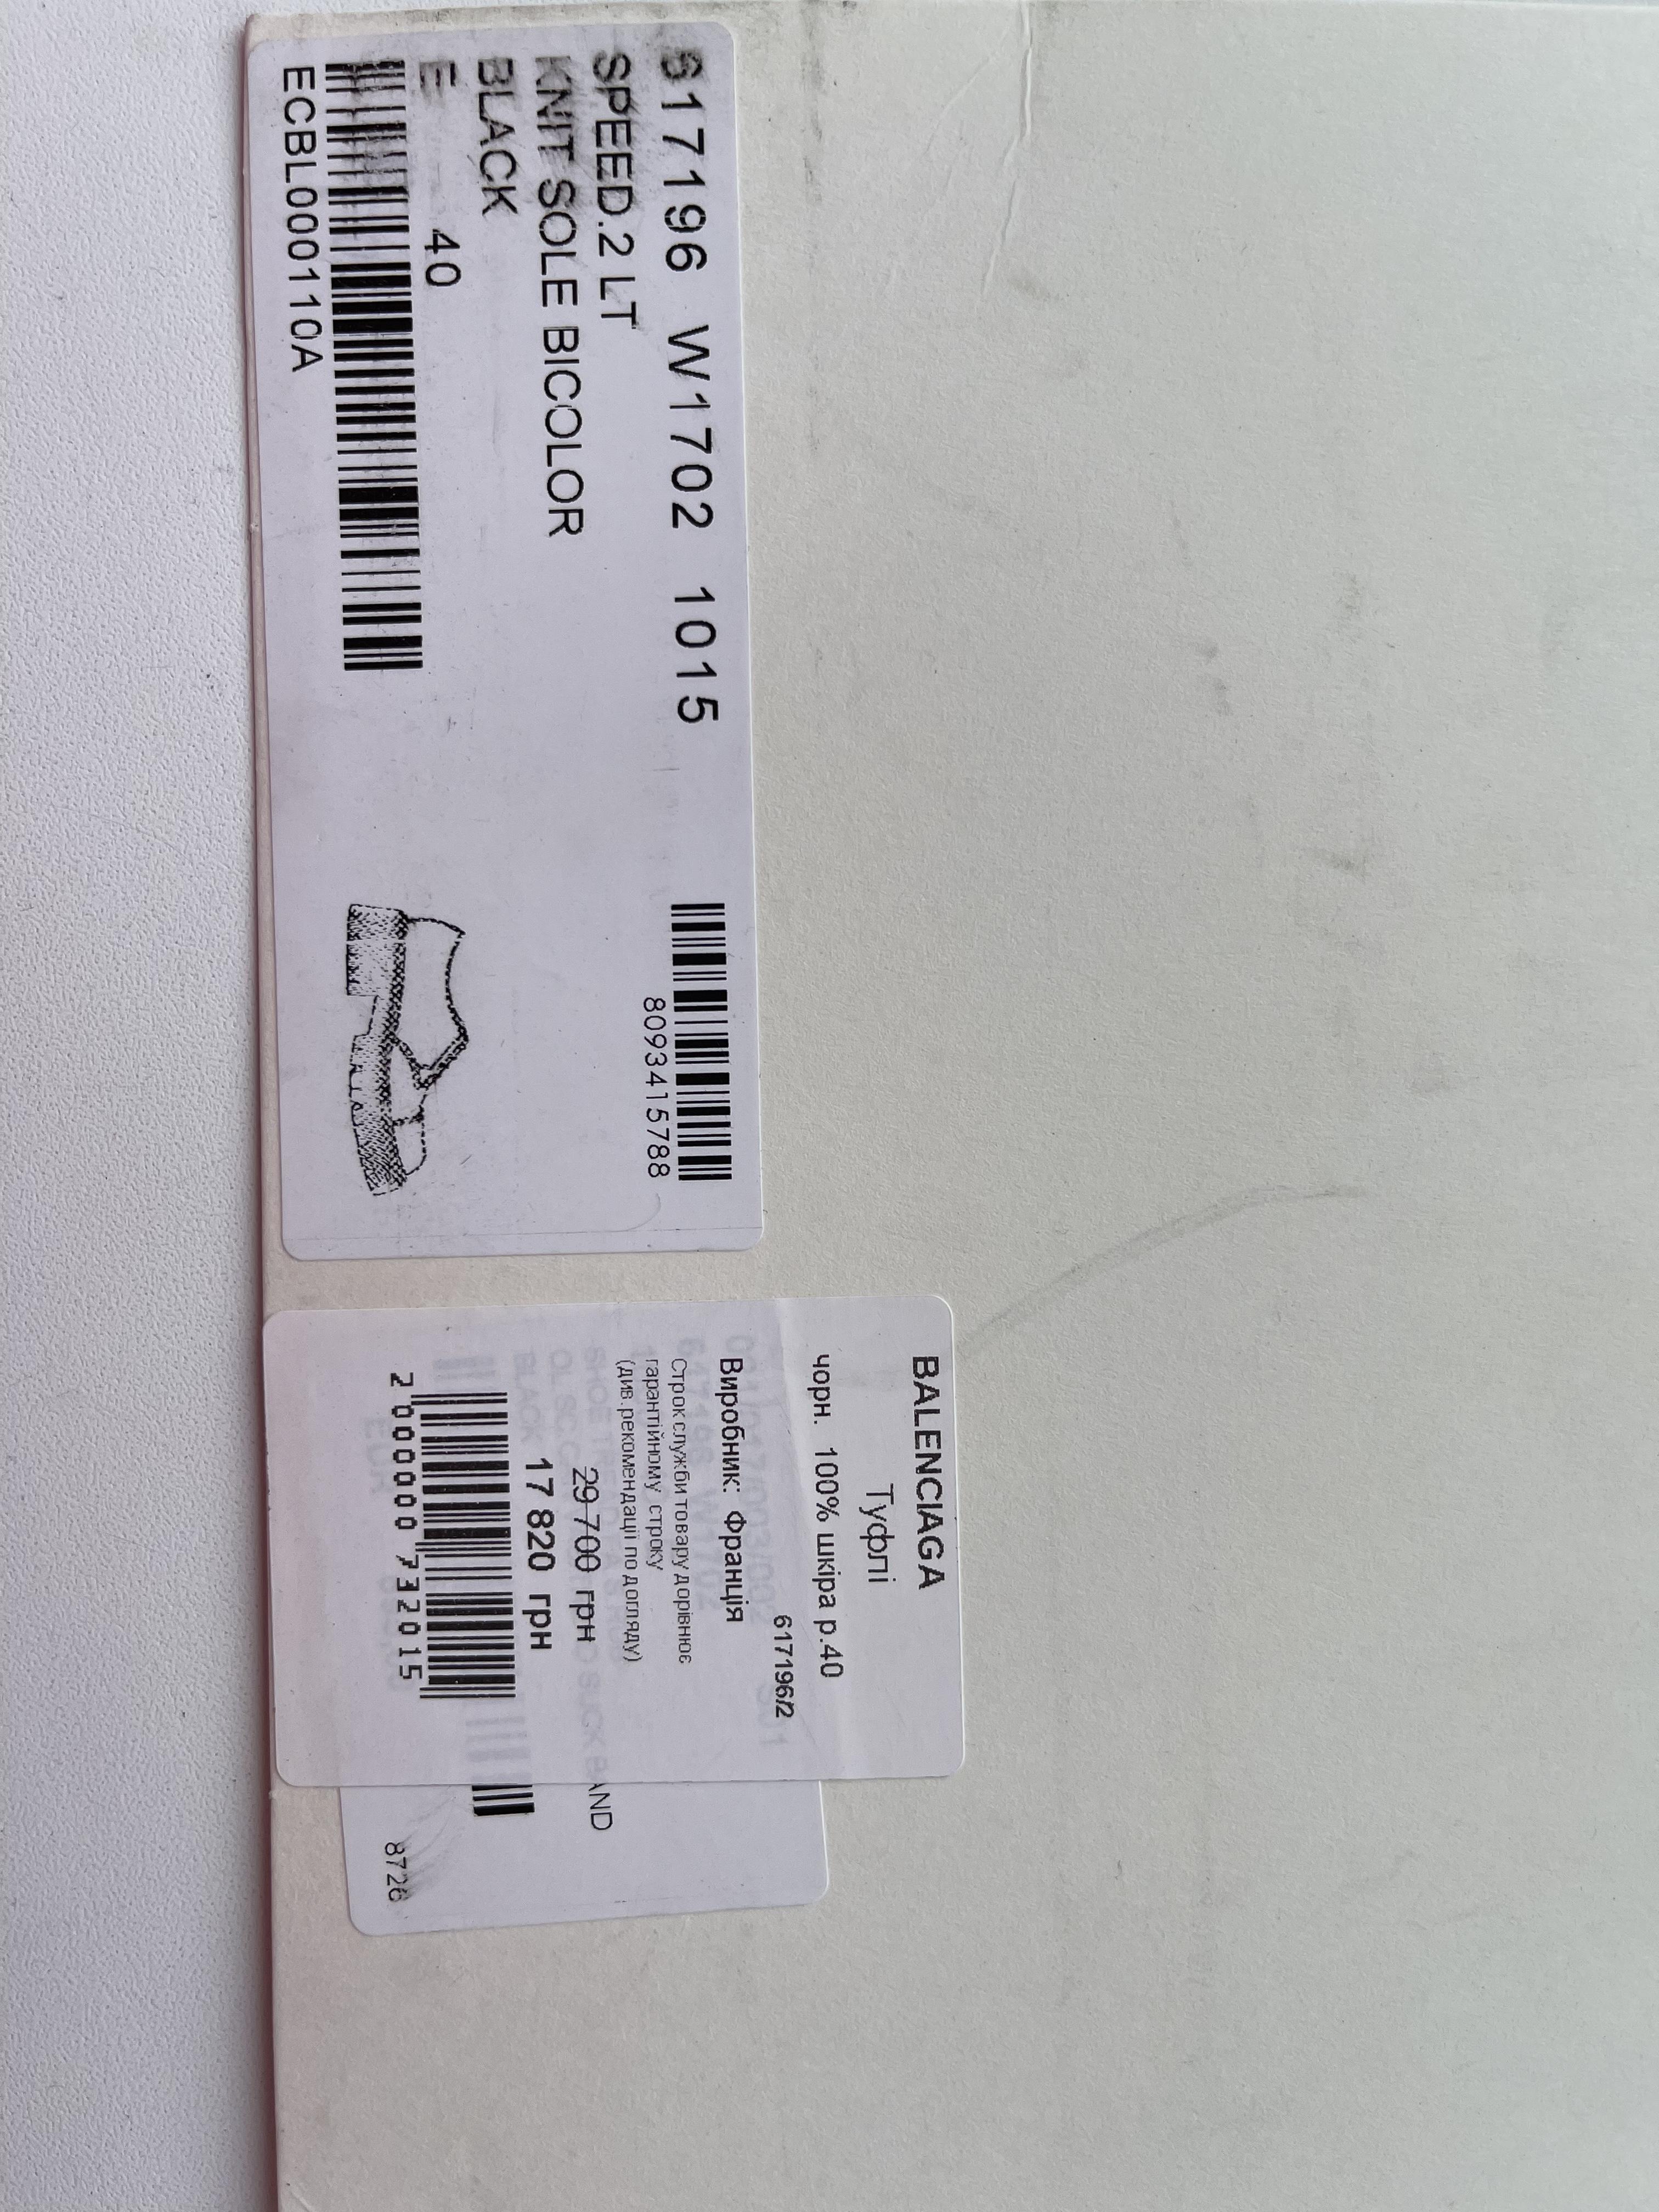 617196 W1702 1015
SPEED.2 LT
KNIT SOLE BICOLOR
BLACK
E 40
ECBL000110A
8093415788
BALENCIAGA
Туфлі
чорн. 100% шкіра р.40
617196/2
Виробник: Франція
Строк служби товару дорівнює
гарантійному строку
(див.рекомендації по догляду)
29 700 грн
17 820 грн
2 000000 732015
AND
8726